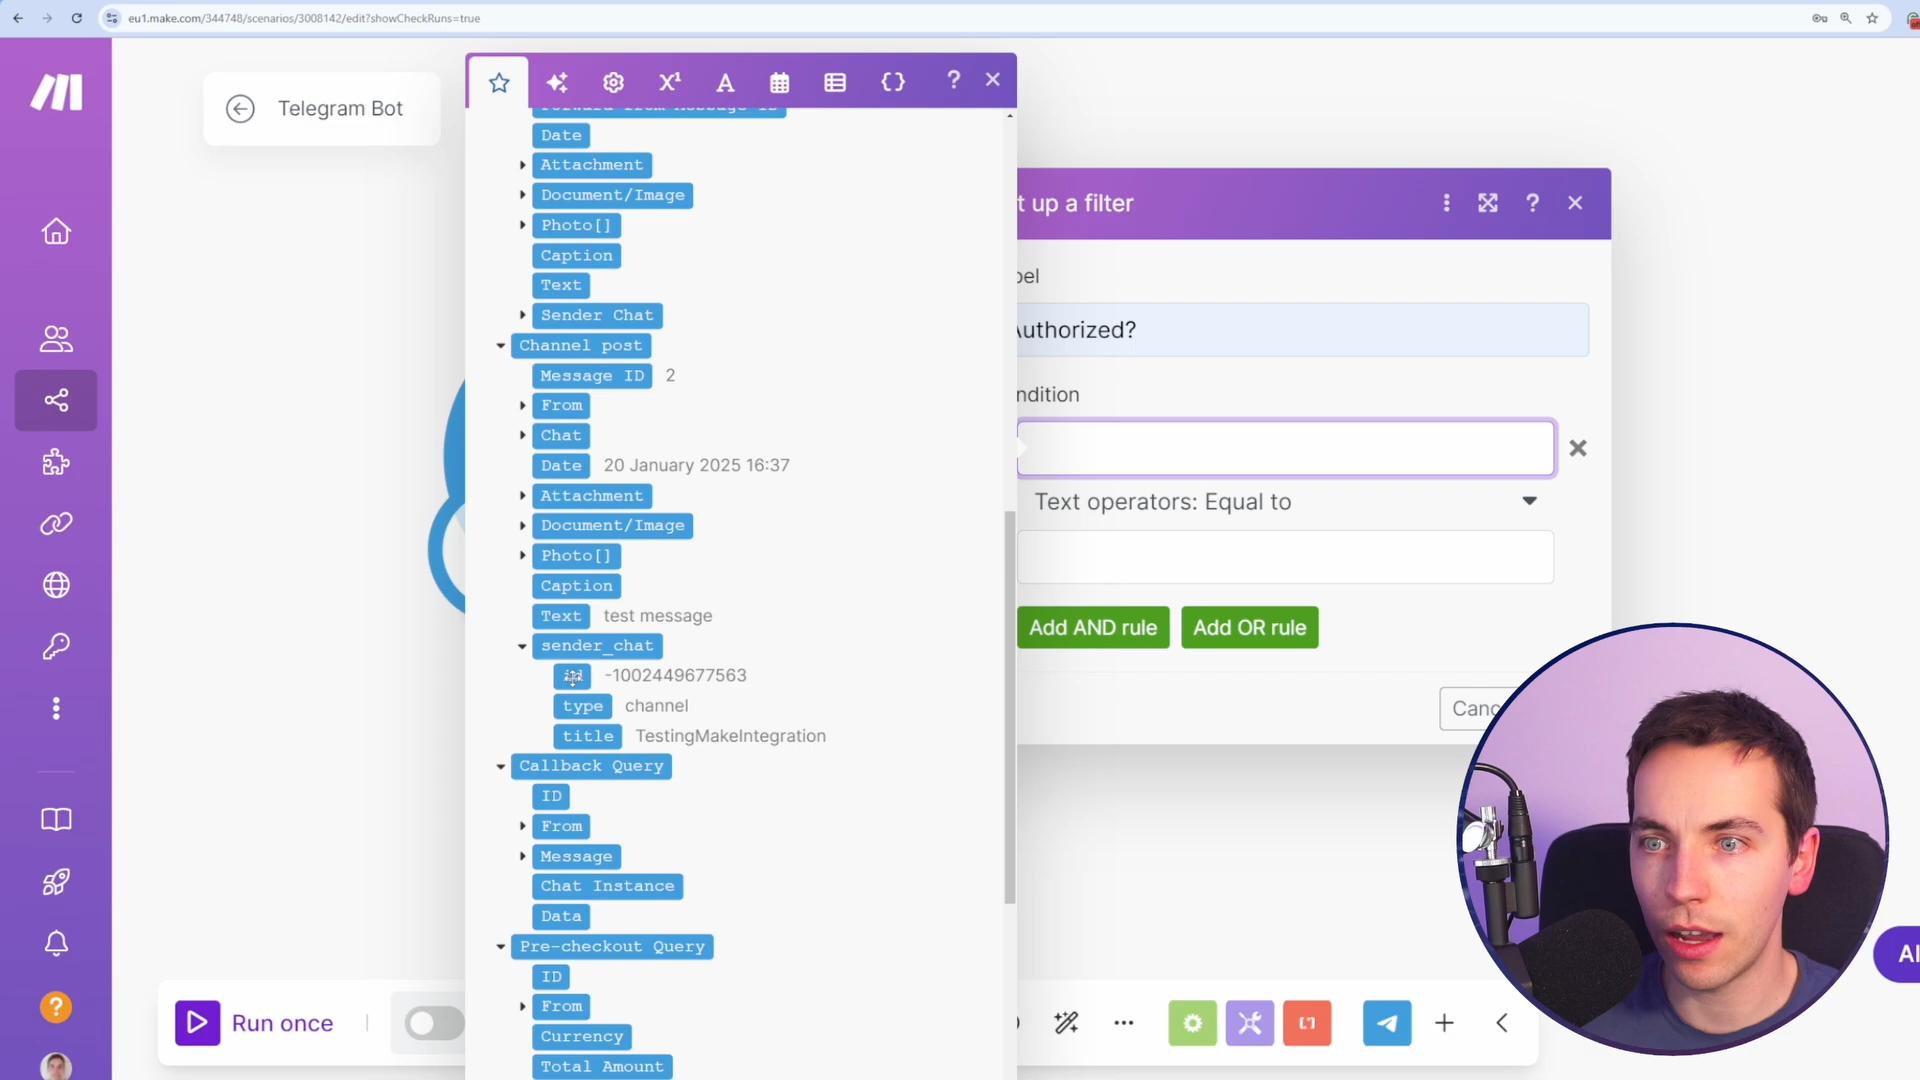 eu1.make.com/344748/scenarios/3008142/edit?showCheckRuns=true
Telegram Bot
Date
Attachment
Document/Image
Photo[]
Caption
Text
Sender Chat
Channel post
Message ID 2
From
Chat
Date 20 January 2025 16:37
Attachment
Document/Image
Photo[]
Caption
Text test message
sender_chat
-1002449677563
type channel
title TestingMakeIntegration
Callback Query
ID
From
Message
Chat Instance
Data
Pre-checkout Query
ID
From
Currency
Total Amount
t up a filter
bel
Authorized?
ndition
Text operators: Equal to
Add AND rule
Add OR rule
Canc
Run once
AI